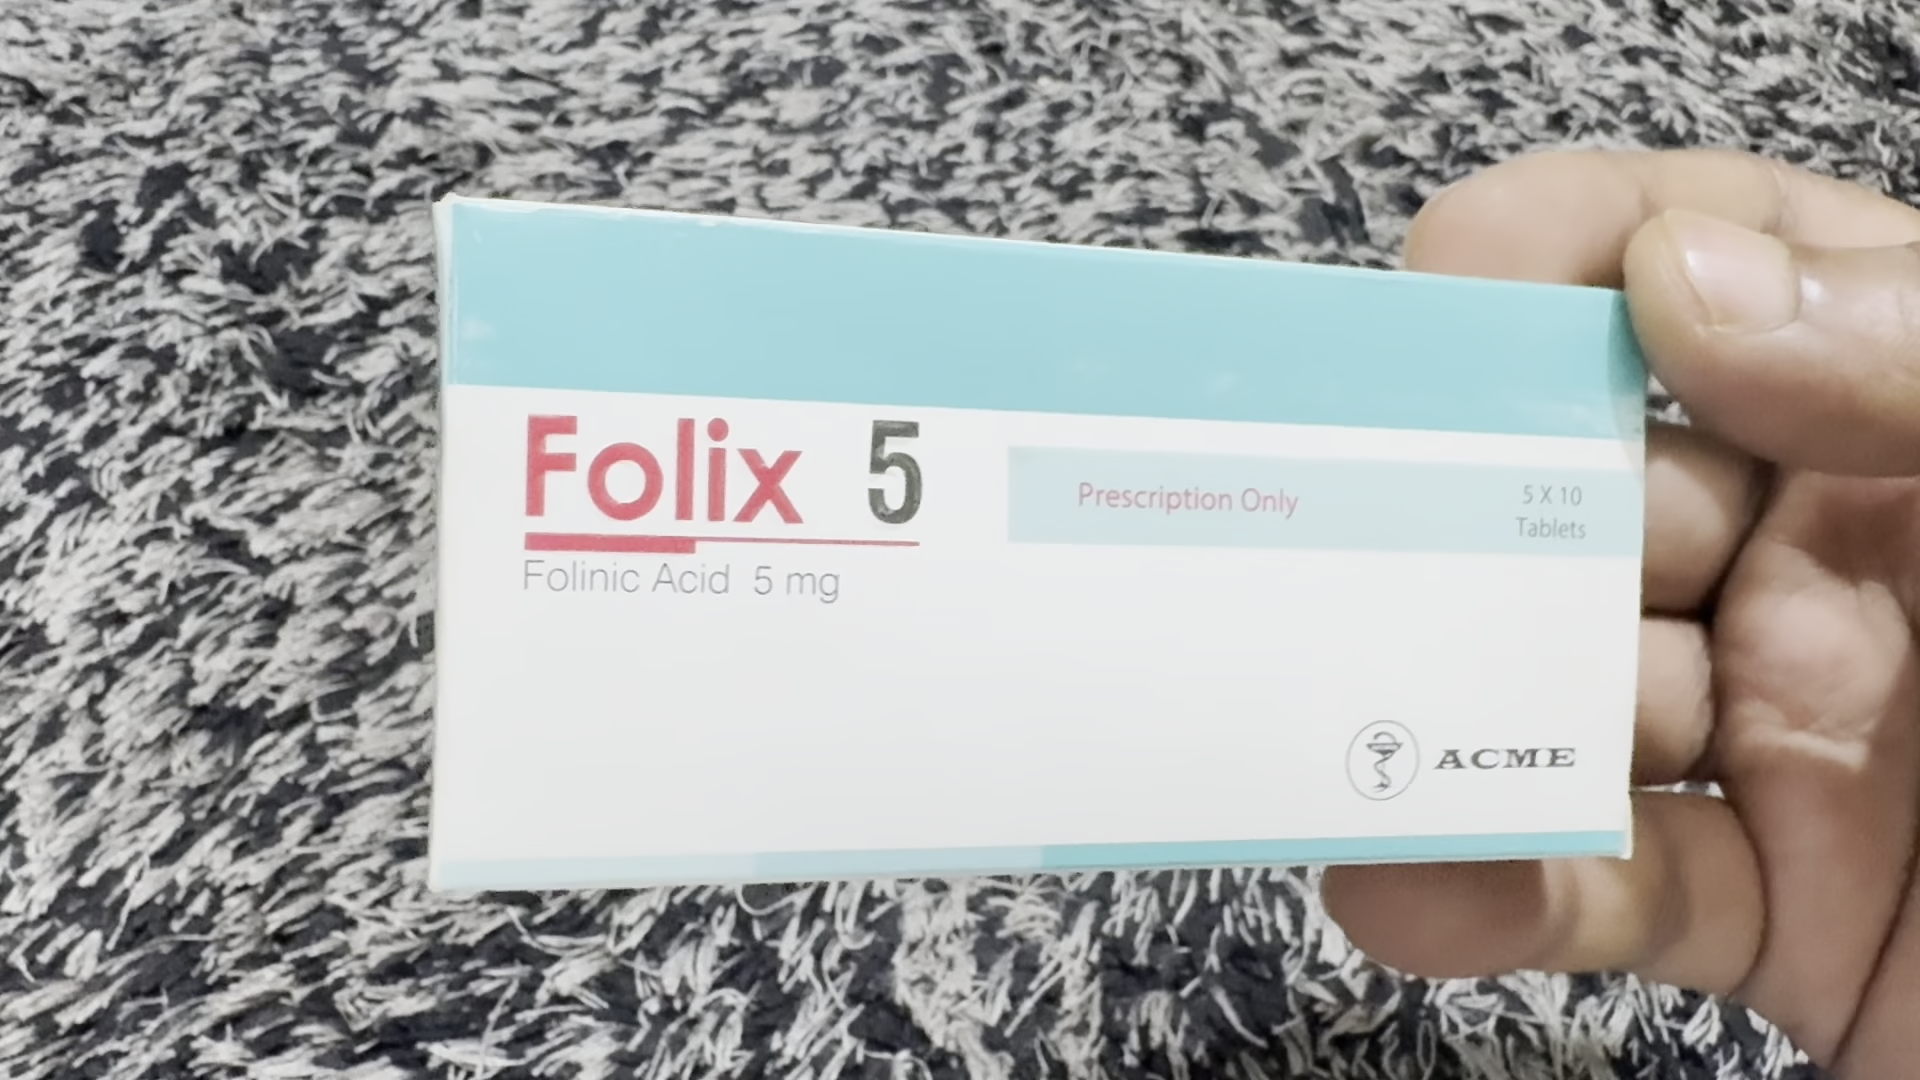 Folix 5
Folinic Acid 5 mg
Prescription Only
5 X 10
Tablets
ACME